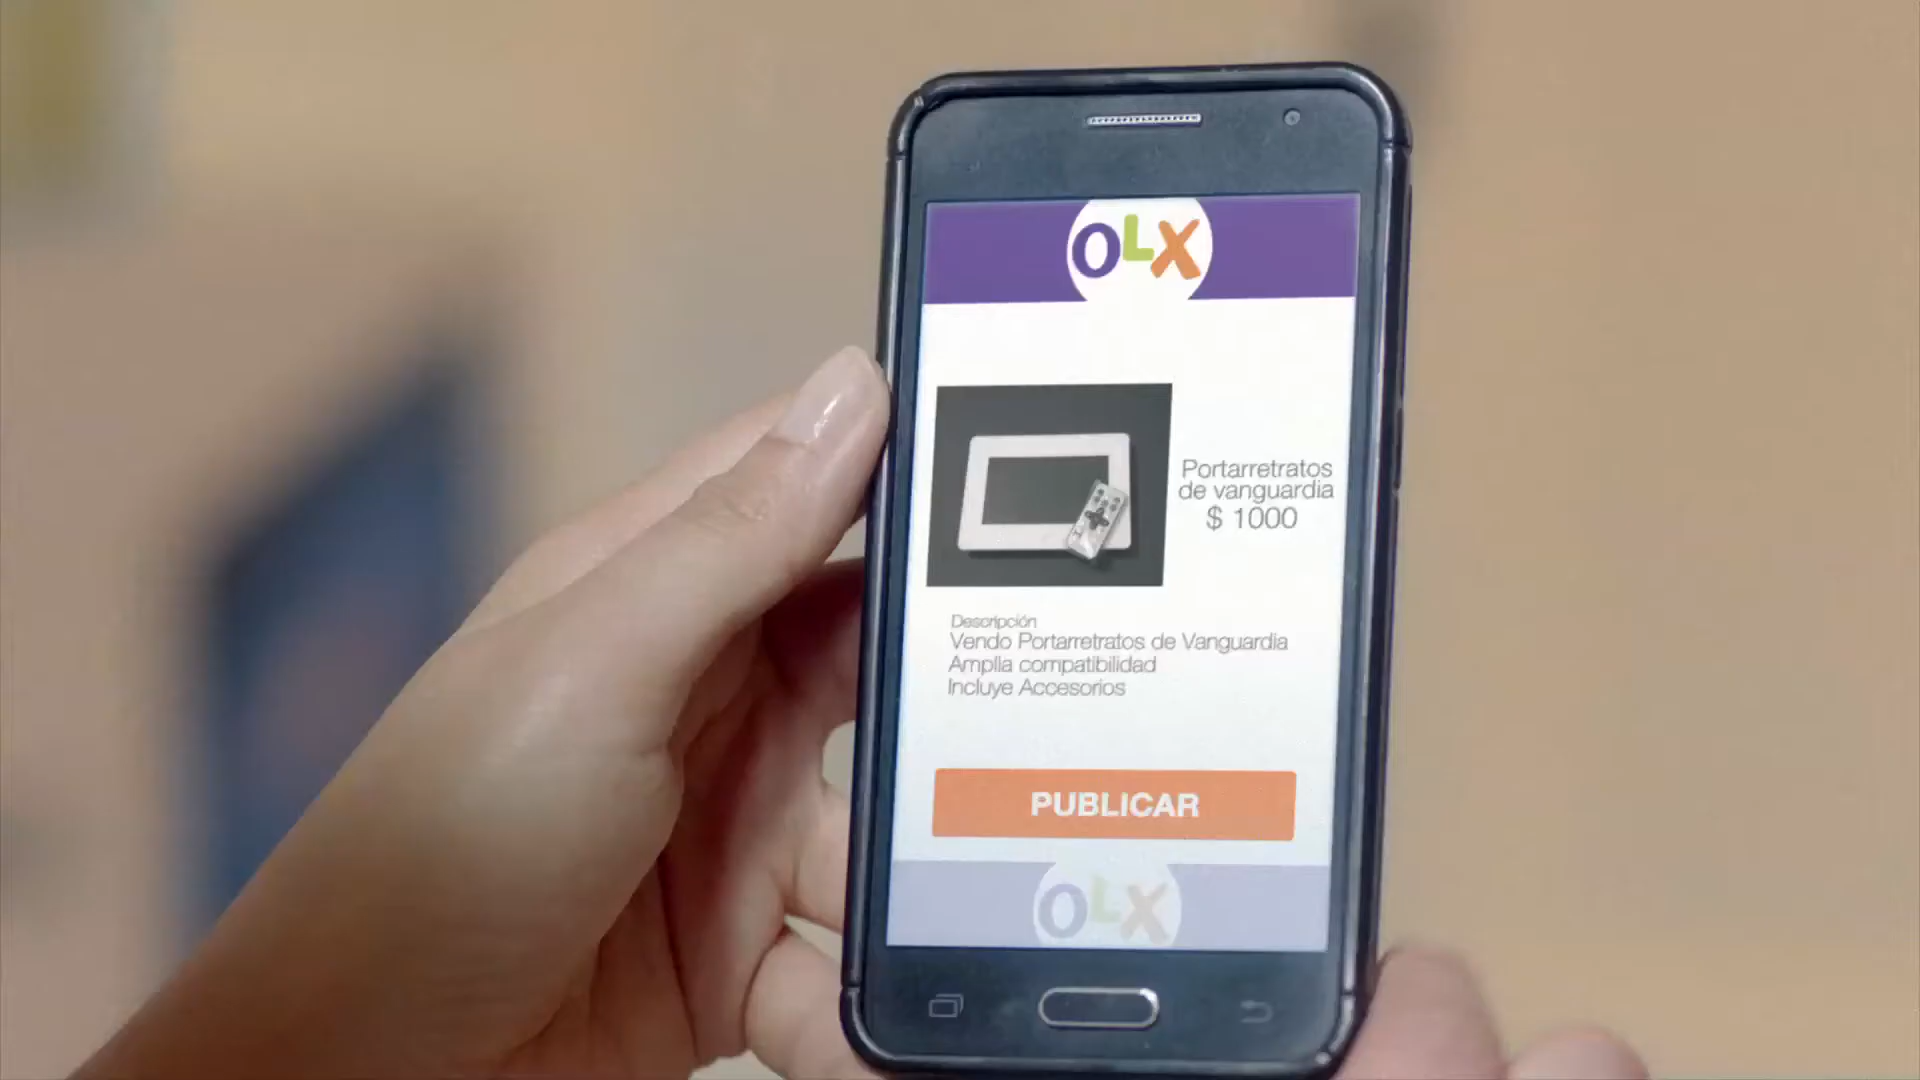 OLX
Portarretratos
de vanguardia
$ 1000
Descripción
Vendo Portarretratos de Vanguardia
Amplia compatibilidad
Incluye Accesorios
PUBLICAR
OLX